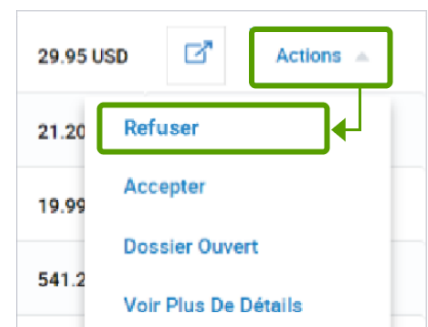 29.95 USD Actions
21.20 Refuser
Accepter
19.99
Dossier Ouvert
541.2
Voir Plus De Détails